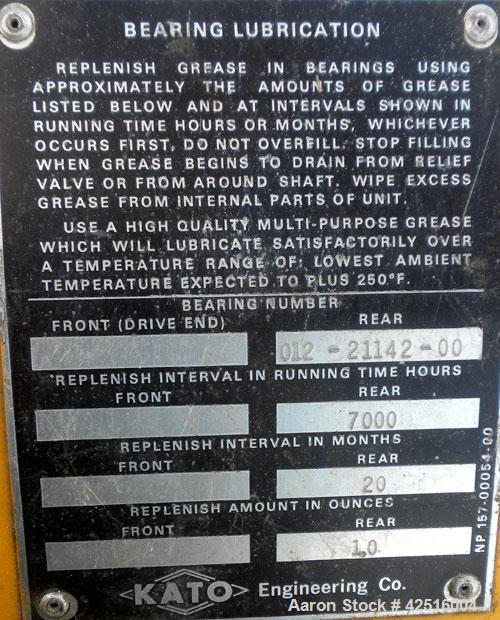 BEARING LUBRICATION
REPLENISH GREASE IN BEARINGS USING
APPROXIMATELY THE AMOUNTS OF GREASE
LISTED BELOW AND AT INTERVALS SHOWN IN
RUNNING TIME HOURS OR MONTHS, WHICHEVER
OCCURS FIRST, DO NOT OVERFILL. STOP FILLING
WHEN GREASE BEGINS TO DRAIN FROM RELIEF
VALVE OR FROM AROUND SHAFT. WIPE EXCESS
GREASE FROM INTERNAL PARTS OF UNIT.
USE A HIGH QUALITY MULTI-PURPOSE GREASE
WHICH WILL LUBRICATE SATISFACTORILY OVER
A TEMPERATURE RANGE OF: LOWEST AMBIENT
TEMPERATURE EXPECTED TO PLUS 250°F.
BEARING NUMBER
FRONT (DRIVE END) REAR
012-21142-00
REPLENISH INTERVAL IN RUNNING TIME HOURS
FRONT REAR
7000
REPLENISH INTERVAL IN MONTHS
FRONT REAR
20
REPLENISH AMOUNT IN OUNCES
FRONT REAR
1.0
NP 157-00054-00
KATO Engineering Co.
Aaron Stock # 42516004